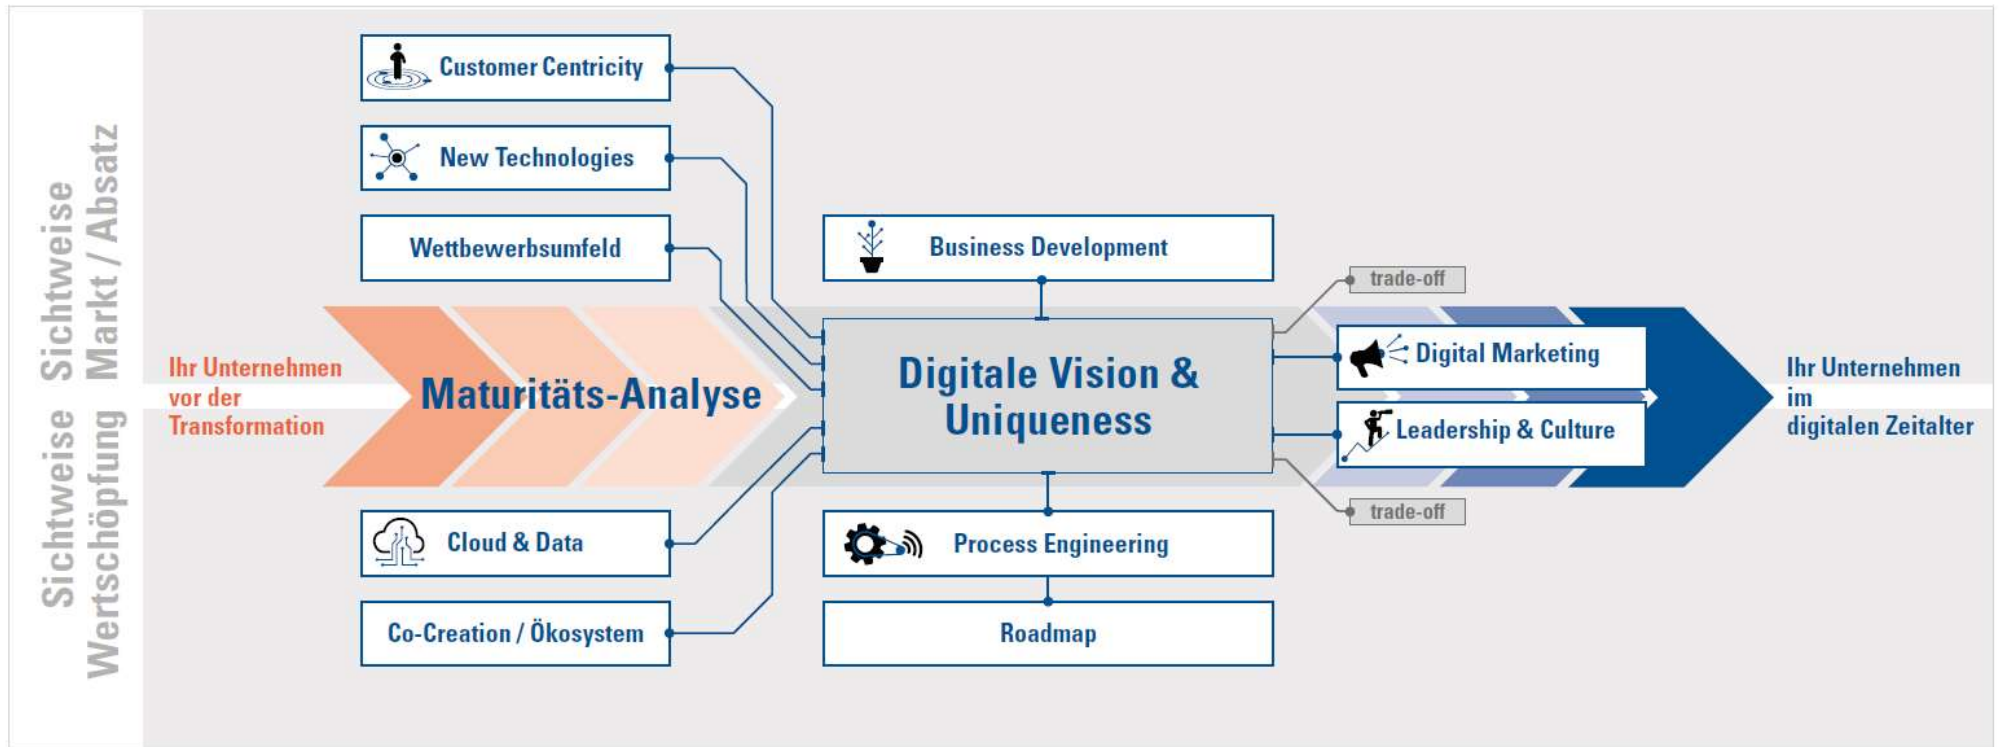 Sichtweise
Markt / Absatz
Sichtweise
Wertschöpfung
Customer Centricity
New Technologies
Wettbewerbsumfeld
Business Development
trade-off
Ihr Unternehmen
vor der
Transformation
Maturitäts-Analyse
Digitale Vision &
Uniqueness
Digital Marketing
Leadership & Culture
Ihr Unternehmen
im
digitalen Zeitalter
trade-off
Cloud & Data
Process Engineering
Co-Creation / Ökosystem
Roadmap